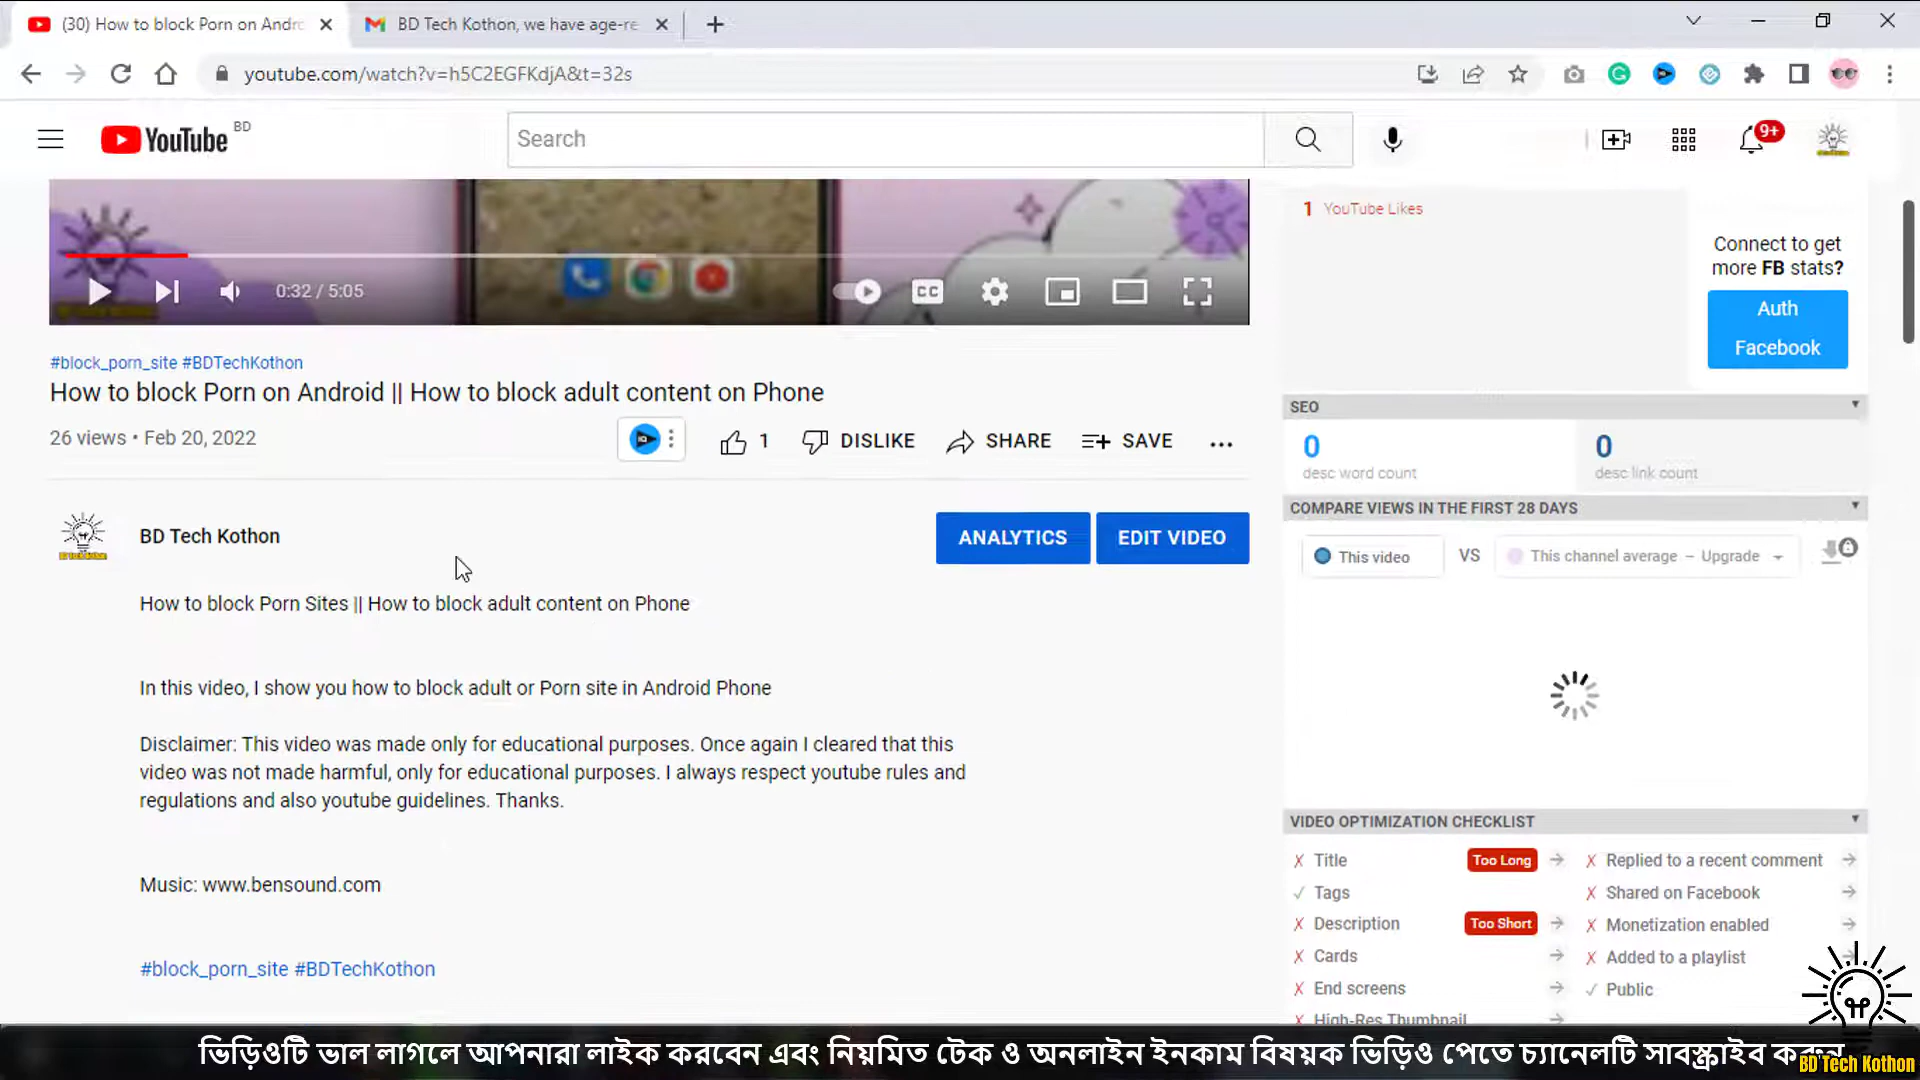 (30) How to block Porn on Andro
BD Tech Kothon, we have age-re
youtube.com/watch?v=h5C2EGFKdjA&t=32s
YouTube BD
Search
9+
1 YouTube Likes
Connect to get
more FB stats?
Auth
Facebook
0:32 / 5:05
CC
#block_porn_site #BDTechKothon
How to block Porn on Android || How to block adult content on Phone
26 views • Feb 20, 2022
1
DISLIKE
SHARE
SAVE
SEO
0
desc word count
0
desc link count
COMPARE VIEWS IN THE FIRST 28 DAYS
This video
VS
This channel average – Upgrade
BD Tech Kothon
ANALYTICS
EDIT VIDEO
How to block Porn Sites || How to block adult content on Phone
In this video, I show you how to block adult or Porn site in Android Phone
Disclaimer: This video was made only for educational purposes. Once again I cleared that this
video was not made harmful, only for educational purposes. I always respect youtube rules and
regulations and also youtube guidelines. Thanks.
Music: www.bensound.com
#block_porn_site #BDTechKothon
VIDEO OPTIMIZATION CHECKLIST
Title Too Long
Tags
Description Too Short
Cards
End screens
High-Res Thumbnail
Replied to a recent comment
Shared on Facebook
Monetization enabled
Added to a playlist
Public
ভিডিওটি ভাল লাগলে আপনারা লাইক করবেন এবং নিয়মিত টেক ও অনলাইন ইনকাম বিষয়ক ভিডিও পেতে চ্যানেলটি সাবস্ক্রাইব করুন
BD Tech Kothon